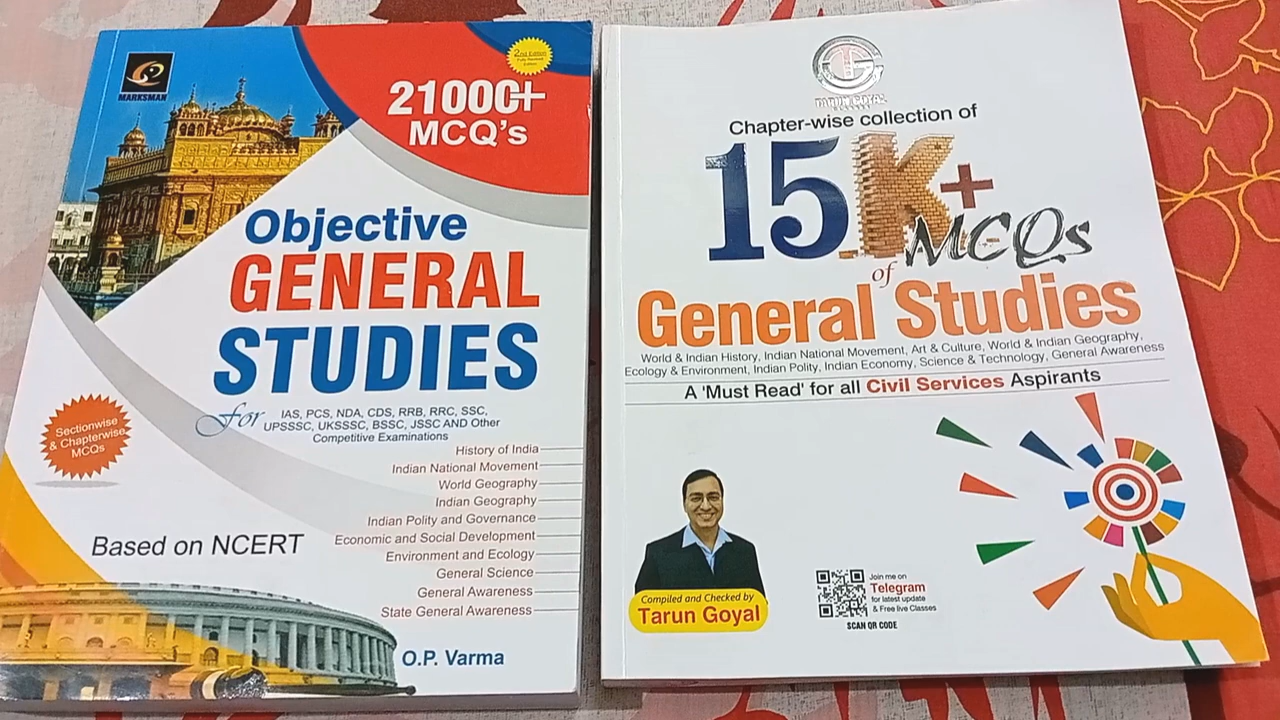 MARKSMAN
2nd Edition
Fully Revised
Edition
21000+
MCQ's
Objective
GENERAL
STUDIES
For
IAS, PCS, NDA, CDS, RRB, RRC, SSC,
UPSSSC, UKSSSC, BSSC, JSSC AND Other
Competitive Examinations
Sectionwise
& Chapterwise
MCQs
History of India
Indian National Movement
World Geography
Indian Geography
Indian Polity and Governance
Economic and Social Development
Environment and Ecology
General Science
General Awareness
State General Awareness
Based on NCERT
O.P. Varma
TARUN GOYAL
Chapter-wise collection of
15K+
MCQs
of
General Studies
World & Indian History, Indian National Movement, Art & Culture, World & Indian Geography,
Ecology & Environment, Indian Polity, Indian Economy, Science & Technology, General Awareness
A 'Must Read' for all Civil Services Aspirants
Compiled and Checked by
Tarun Goyal
Join me on
Telegram
for latest update
& Free live Classes
SCAN QR CODE